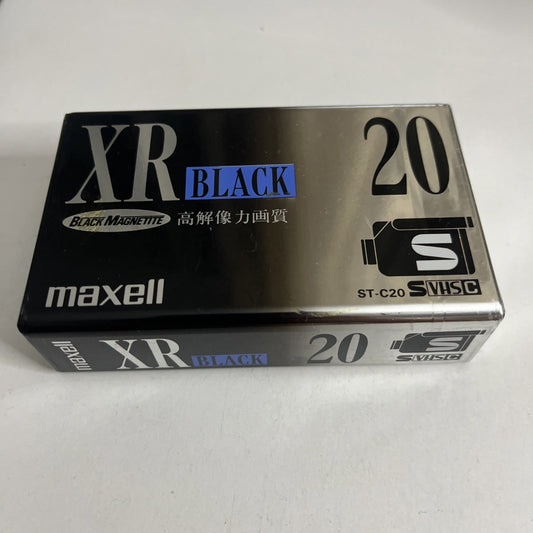 XR BLACK 20
BLACK MAGNETITE 高解像力画質
S
maxell
ST-C20 S VHS C
maxell XR BLACK 20
S
S VHS C